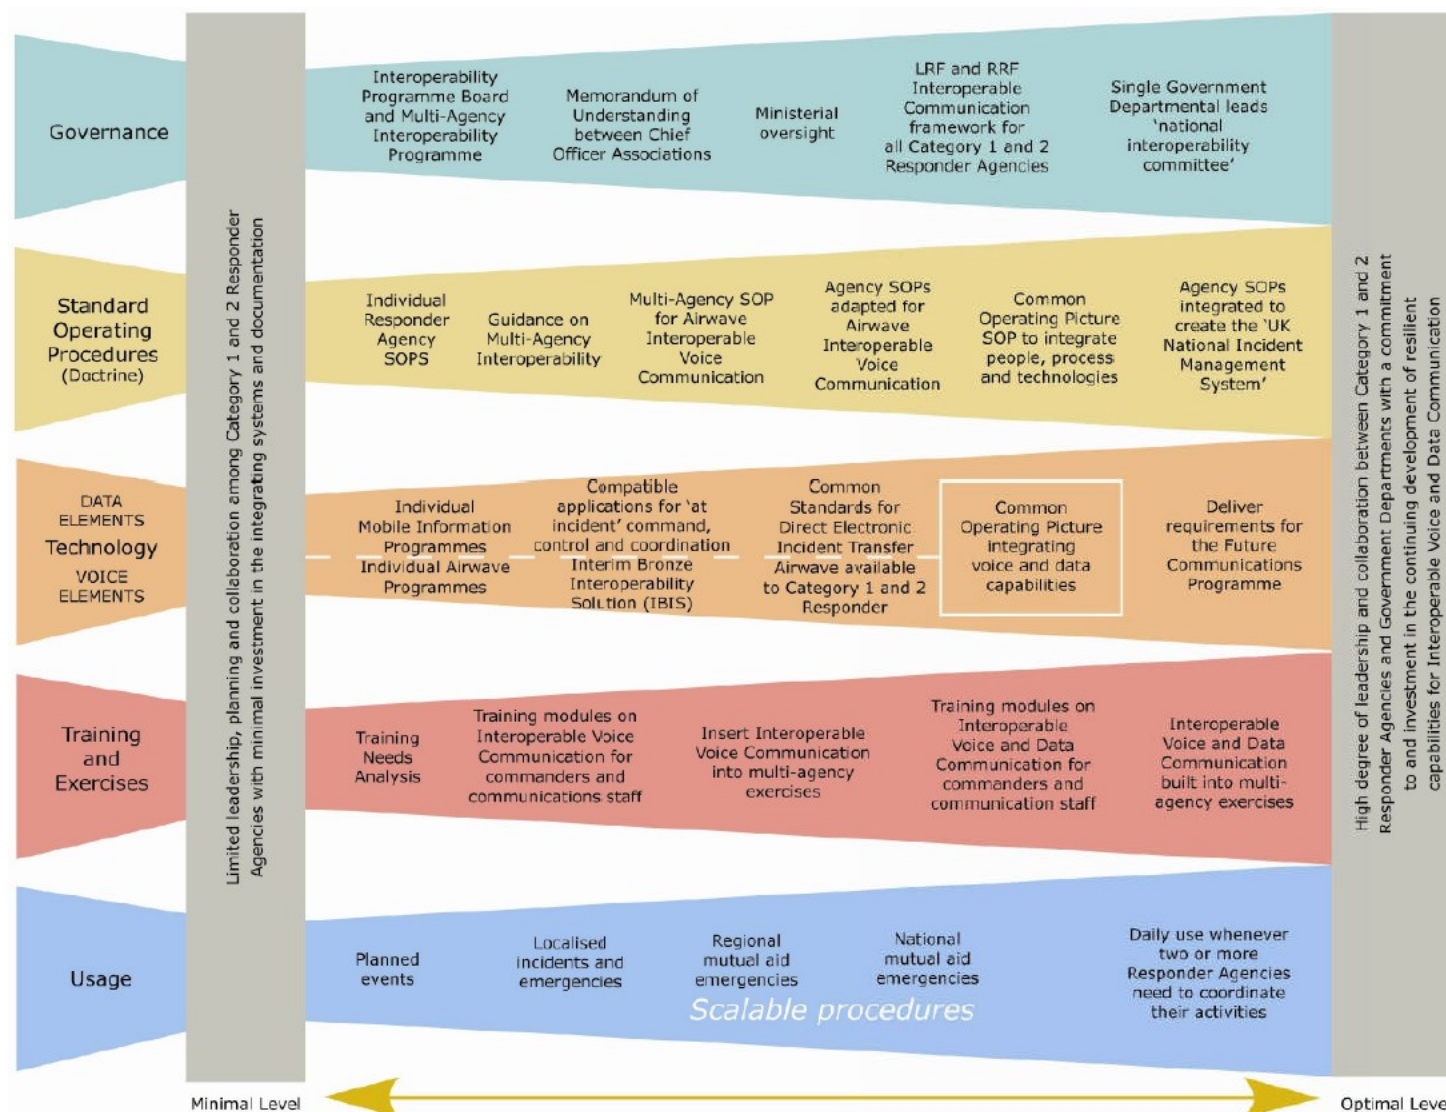 Governance
Interoperability
Programme Board
and Multi-Agency
Interoperability
Programme
Memorandum of
Understanding
between Chief
Officer Associations
Ministerial
oversight
LRF and RRF
Interoperable
Communication
framework for
all Category 1 and 2
Responder Agencies
Single Government
Departmental leads
‘national
interoperability
committee’
Standard
Operating
Procedures
(Doctrine)
Individual
Responder
Agency
SOPS
Guidance on
Multi-Agency
Interoperability
Multi-Agency SOP
for Airwave
Interoperable
Voice
Communication
Agency SOPs
adapted for
Airwave
Interoperable
Voice
Communication
Common
Operating Picture
SOP to integrate
people, process
and technologies
Agency SOPs
integrated to
create the ‘UK
National Incident
Management
System’
DATA
ELEMENTS
Technology
VOICE
ELEMENTS
Individual
Mobile Information
Programmes
Individual Airwave
Programmes
Compatible
applications for ‘at
incident’ command,
control and coordination
Interim Bronze
Interoperability
Solution (IBIS)
Common
Standards for
Direct Electronic
Incident Transfer
Airwave available
to Category 1 and 2
Responder
Common
Operating Picture
integrating
voice and data
capabilities
Deliver
requirements for
the Future
Communications
Programme
Training
and
Exercises
Training
Needs
Analysis
Training modules on
Interoperable Voice
Communication for
commanders and
communications staff
Insert Interoperable
Voice Communication
into multi-agency
exercises
Training modules on
Interoperable
Voice and Data
Communication for
commanders and
communication staff
Interoperable
Voice and Data
Communication
built into multi-
agency exercises
Usage
Planned
events
Localised
incidents and
emergencies
Regional
mutual aid
emergencies
National
mutual aid
emergencies
Scalable procedures
Daily use whenever
two or more
Responder Agencies
need to coordinate
their activities
Limited leadership, planning and collaboration among Category 1 and 2 Responder
Agencies with minimal investment in the integrating systems and documentation
High degree of leadership and collaboration between Category 1 and 2
Responder Agencies and Government Departments with a commitment
to and investment in the continuing development of resilient
capabilities for Interoperable Voice and Data Communication
Minimal Level
Optimal Leve